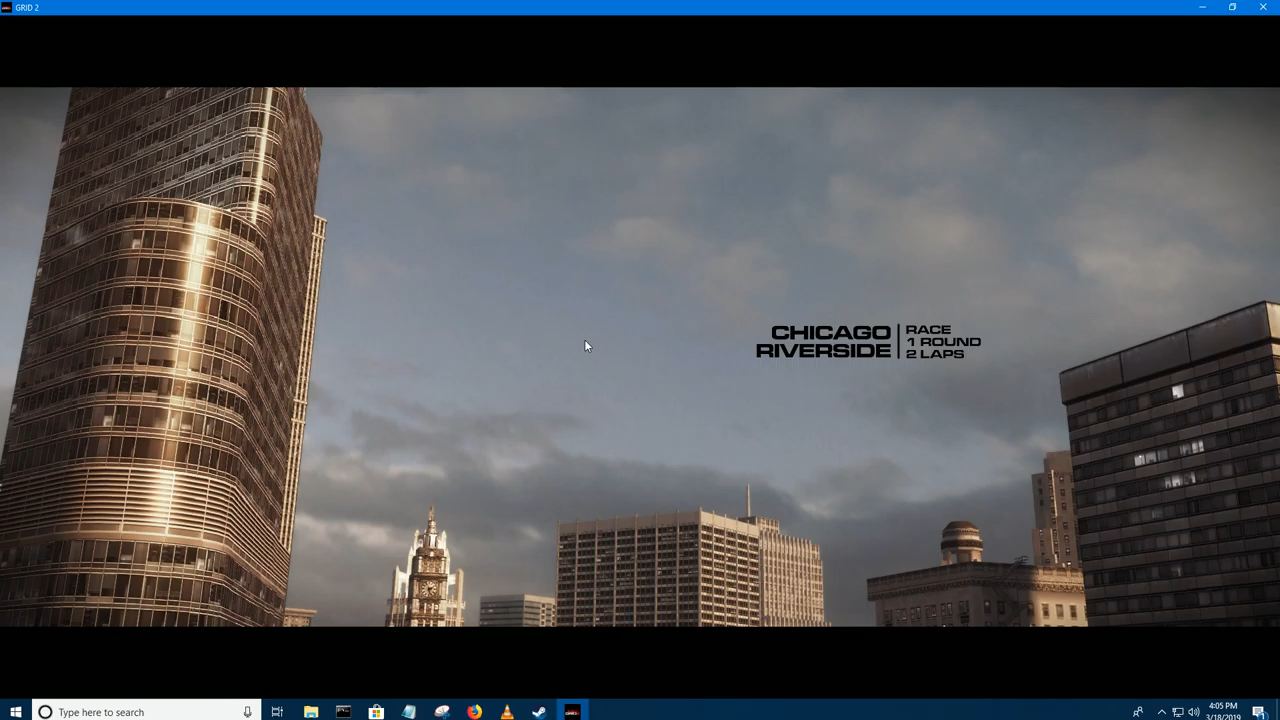 GRID 2
CHICAGO
RIVERSIDE
RACE
1 ROUND
2 LAPS
Type here to search
4:05 PM
3/18/2019